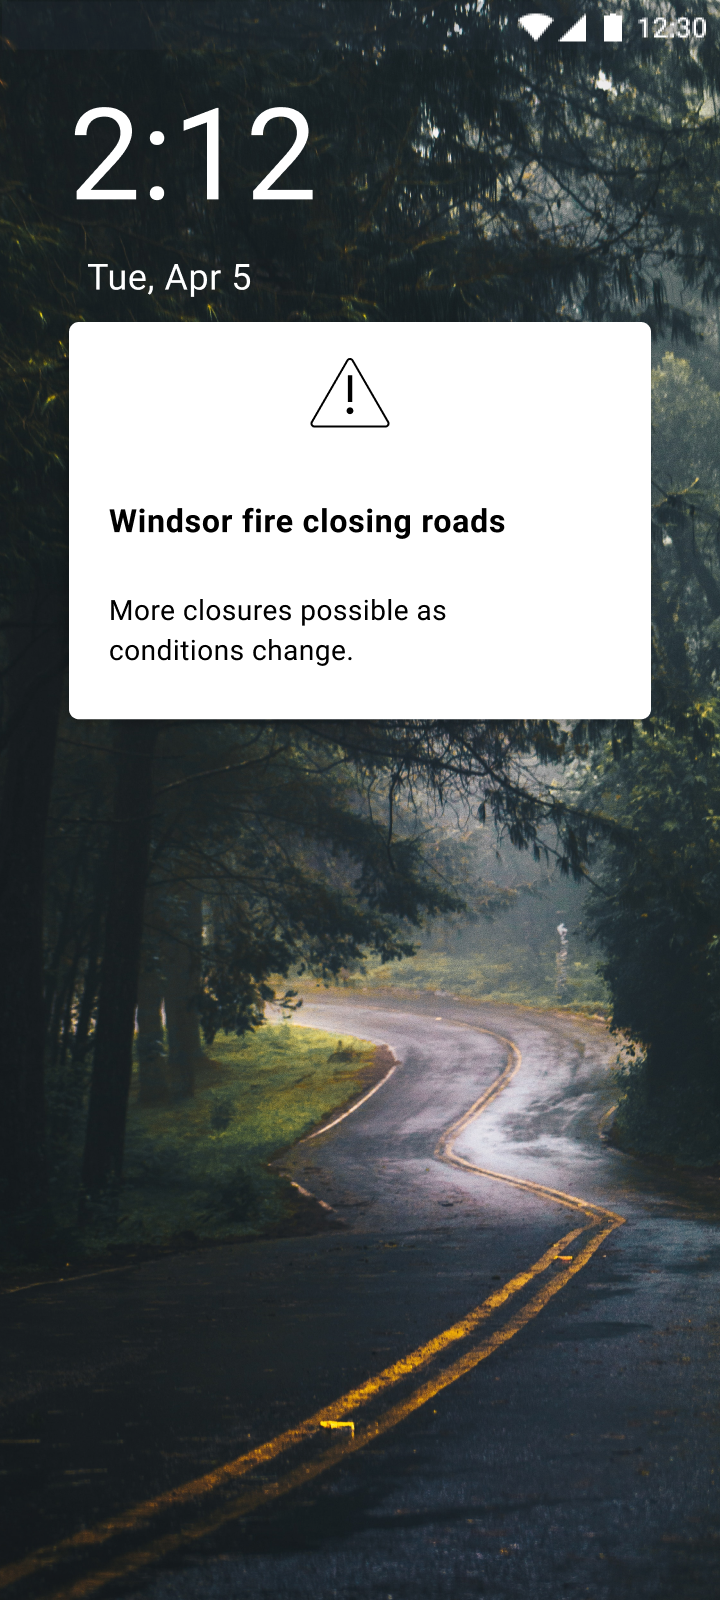 12:30
2:12
Tue, Apr 5
!
Windsor fire closing roads
More closures possible as
conditions change.